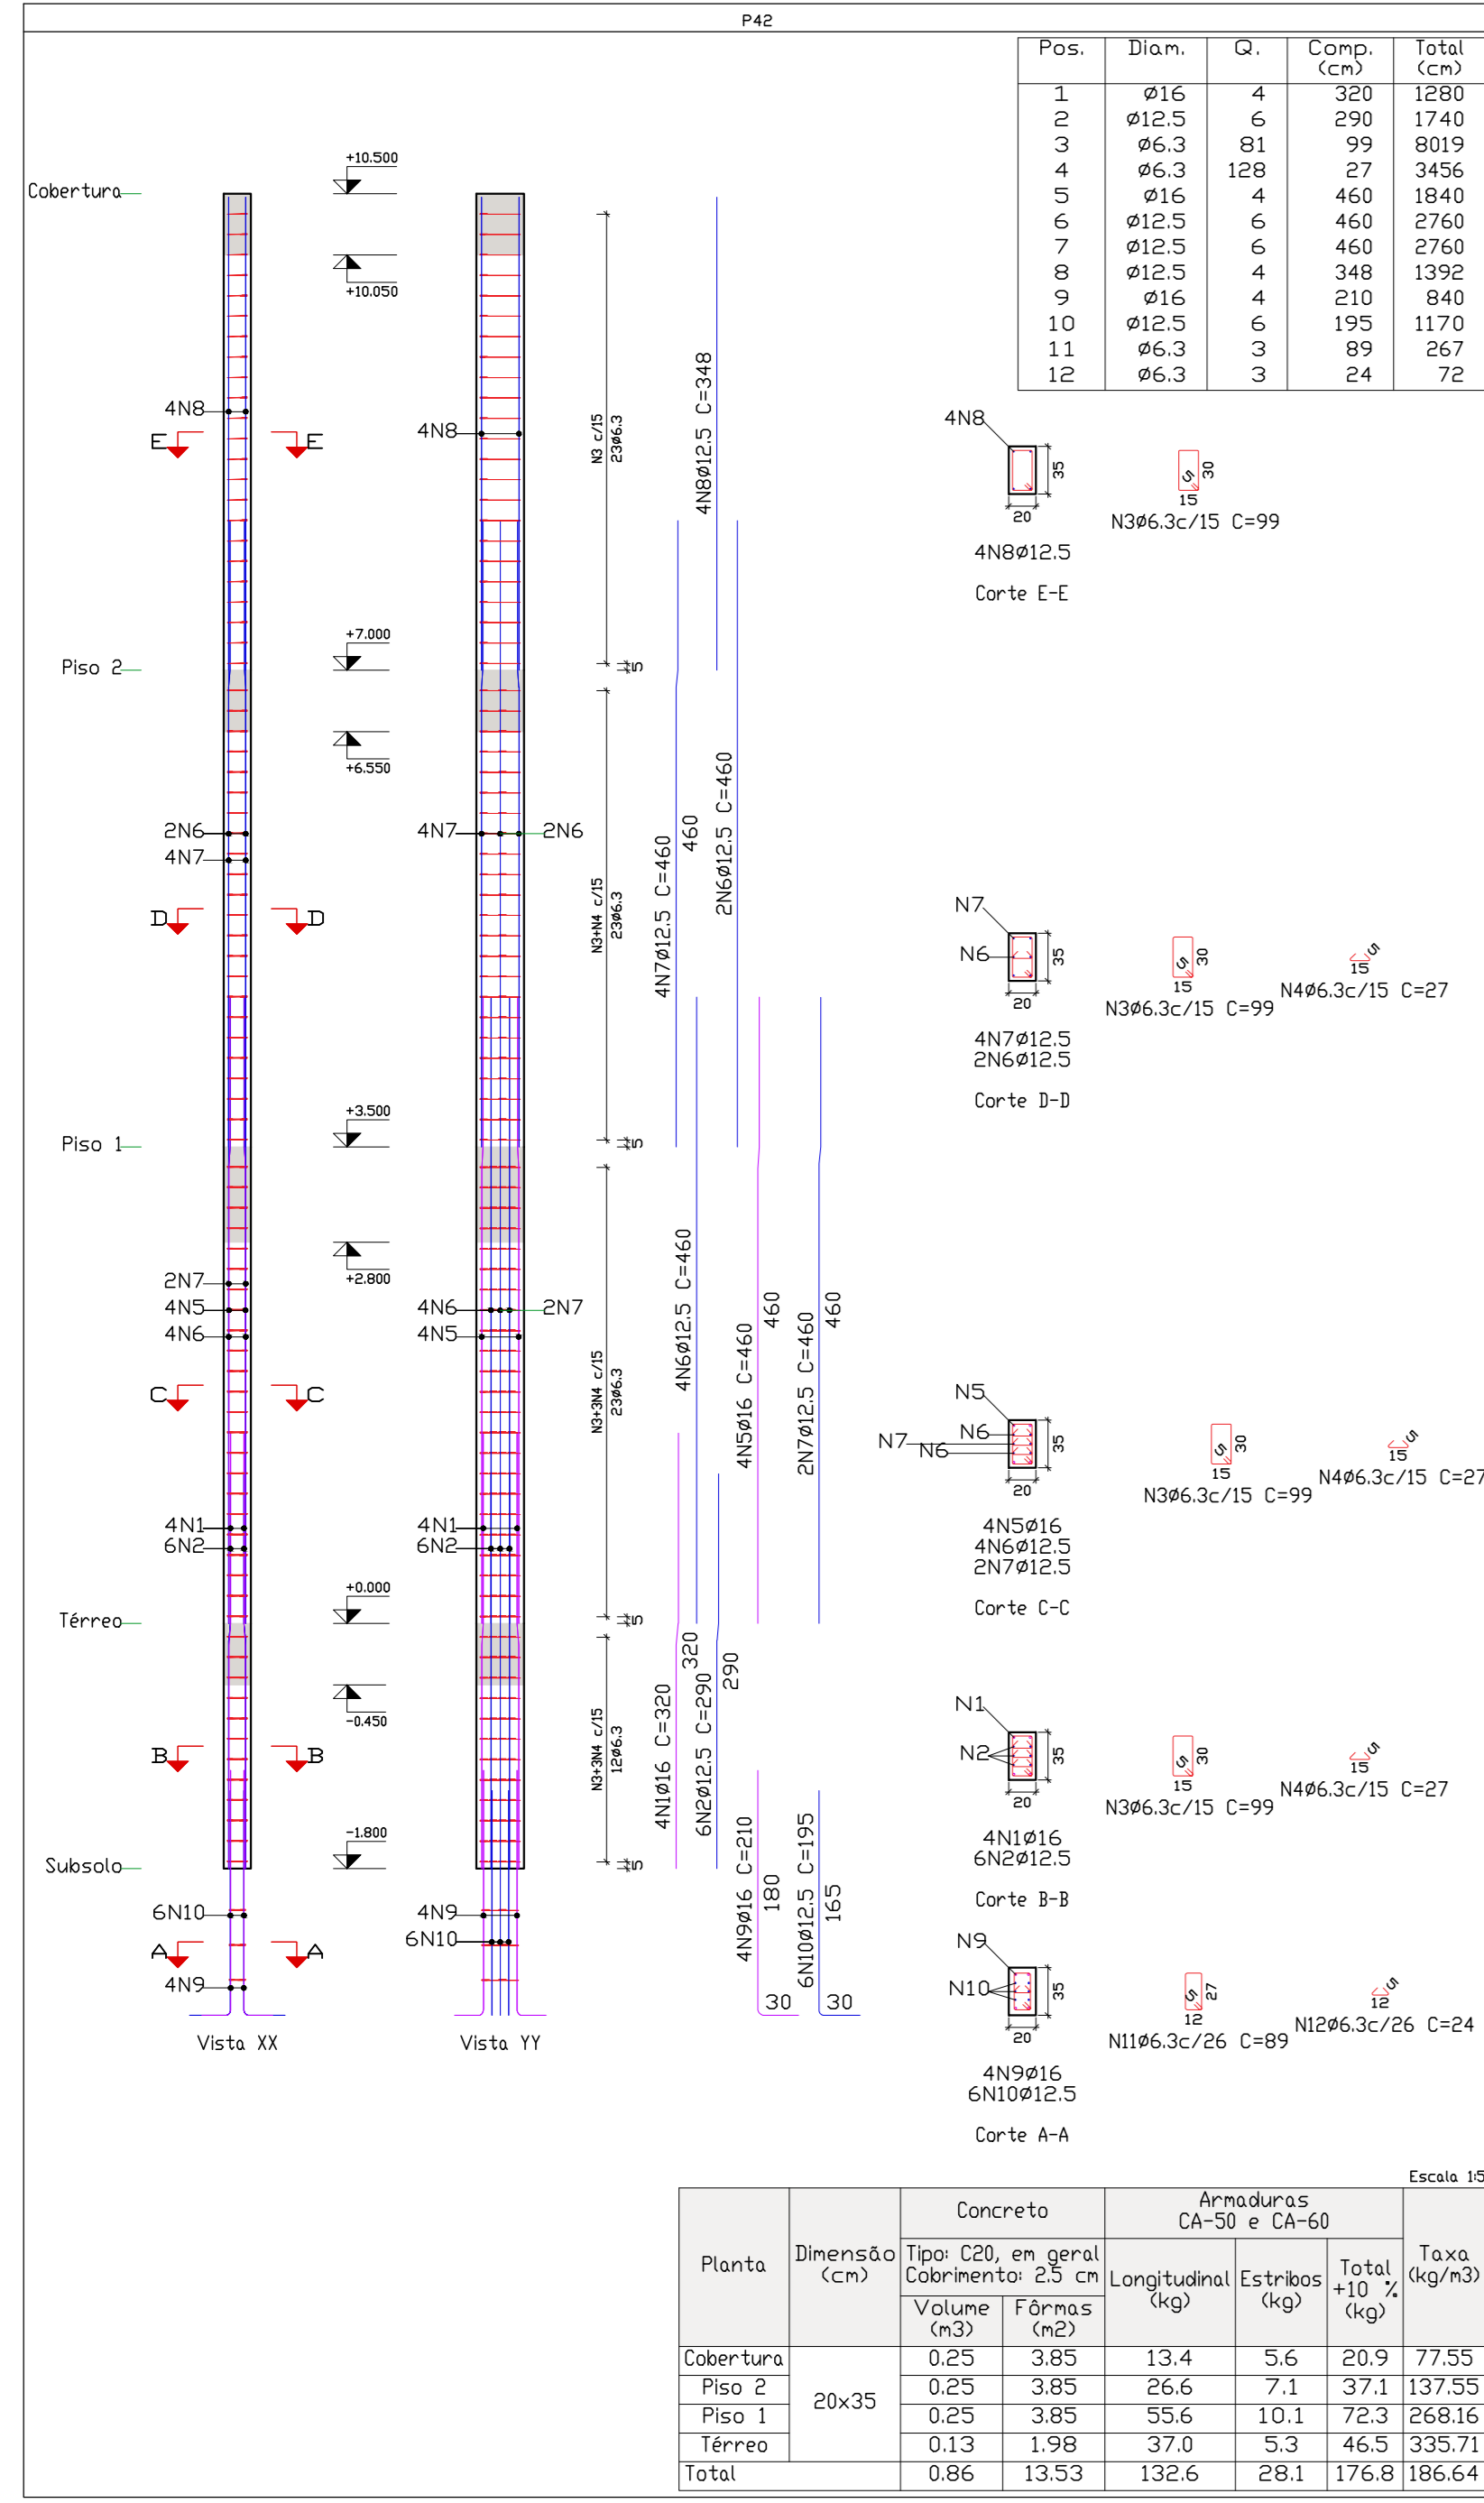 P42
Pos. Diam. Q. Comp. (cm) Total (cm)
1 Ø16 4 320 1280
2 Ø12.5 6 290 1740
3 Ø6.3 81 99 8019
4 Ø6.3 128 27 3456
5 Ø16 4 460 1840
6 Ø12.5 6 460 2760
7 Ø12.5 6 460 2760
8 Ø12.5 4 348 1392
9 Ø16 4 210 840
10 Ø12.5 6 195 1170
11 Ø6.3 3 89 267
12 Ø6.3 3 24 72
+10.500
Cobertura
+10.050
4N8
4N8
E E
N3 c/15
23Ø6.3
4N8Ø12.5 C=348
4N8
35
20
4N8Ø12.5
Corte E-E
5
30
15
N3Ø6.3c/15 C=99
+7.000
Piso 2
5
+6.550
2N6
4N7
4N7
2N6
D D
N3+N4 c/15
23Ø6.3
4N7Ø12.5 C=460
460
2N6Ø12.5 C=460
N7
N6
35
20
4N7Ø12.5
2N6Ø12.5
Corte D-D
5
30
15
N3Ø6.3c/15 C=99
5
15
N4Ø6.3c/15 C=27
+3.500
Piso 1
5
+2.800
2N7
4N5
4N6
4N6
4N5
2N7
C C
N3+3N4 c/15
23Ø6.3
4N6Ø12.5 C=460
4N5Ø16 C=460
460
2N7Ø12.5 C=460
460
N5
N6
N7
N6
35
20
4N5Ø16
4N6Ø12.5
2N7Ø12.5
Corte C-C
5
30
15
N3Ø6.3c/15 C=99
5
15
N4Ø6.3c/15 C=27
4N1
6N2
4N1
6N2
+0.000
Térreo
5
-0.450
B B
N3+3N4 c/15
12Ø6.3
4N1Ø16 C=320
320
6N2Ø12.5 C=290
290
N1
N2
35
20
4N1Ø16
6N2Ø12.5
Corte B-B
5
30
15
N3Ø6.3c/15 C=99
5
15
N4Ø6.3c/15 C=27
-1.800
Subsolo
5
6N10
4N9
4N9
6N10
A A
4N9Ø16 C=210
180
30
6N10Ø12.5 C=195
165
30
Vista XX
Vista YY
N9
N10
35
20
4N9Ø16
6N10Ø12.5
Corte A-A
5
27
12
N11Ø6.3c/26 C=89
5
12
N12Ø6.3c/26 C=24
Escala 1:5
Planta Dimensão (cm) Concreto Armaduras CA-50 e CA-60 Taxa (kg/m3)
Tipo: C20, em geral
Cobrimento: 2.5 cm
Volume (m3) Fôrmas (m2) Longitudinal (kg) Estribos (kg) Total +10 % (kg)
Cobertura 0.25 3.85 13.4 5.6 20.9 77.55
Piso 2 20x35 0.25 3.85 26.6 7.1 37.1 137.55
Piso 1 0.25 3.85 55.6 10.1 72.3 268.16
Térreo 0.13 1.98 37.0 5.3 46.5 335.71
Total 0.86 13.53 132.6 28.1 176.8 186.64